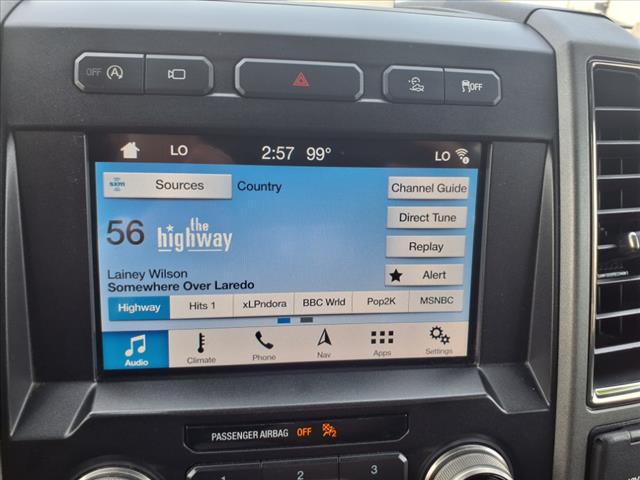 OFF A OFF
LO 2:57 99° LO
sxm Sources Country Channel Guide
Direct Tune
56 the highway
Replay
Lainey Wilson Alert
Somewhere Over Laredo
Highway Hits 1 xLPndora BBC Wrld Pop2K MSNBC
Audio Climate Phone Nav Apps Settings
PASSENGER AIRBAG OFF 2
1 2 3